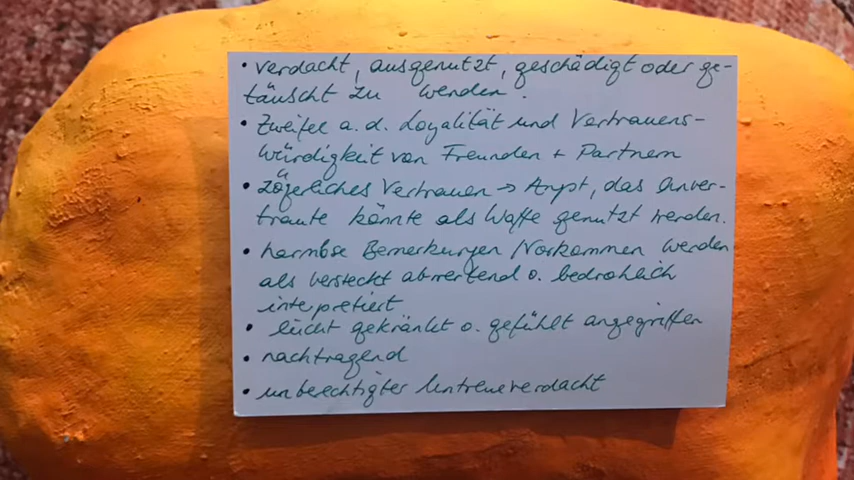 • verdacht, ausgenutzt, geschädigt oder ge-
täuscht zu werden.
• Zweifel a. d. Loyalität und Vertrauens-
würdigkeit von Freunden + Partnern
• zögerliches Vertrauen → Angst, das Anver-
traute könnte als Waffe genutzt werden.
• harmlose Bemerkungen / Vorkommen werden
als versteckt abwertend o. bedrohlich
interpretiert
• leicht gekränkt o. gefühlt angegriffen
• nachtragend
• unberechtigter Untreueverdacht